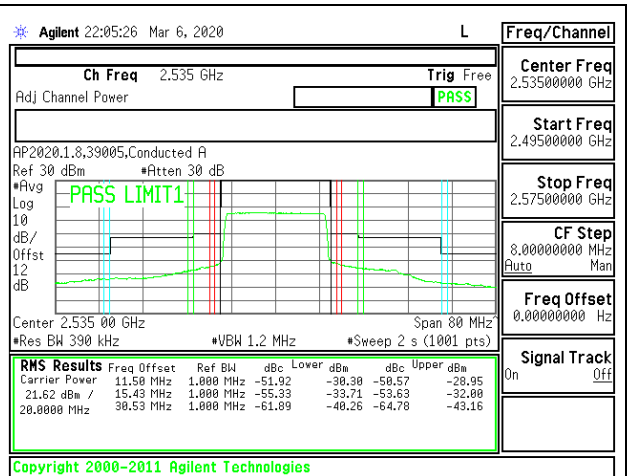 Agilent 22:05:26 Mar 6, 2020 L
Freq/Channel
Ch Freq 2.535 GHz Trig Free
Adj Channel Power PASS
AP2020.1.8,39005,Conducted A
Ref 30 dBm #Atten 30 dB
#Avg
Log
10
dB/
Offst
12
dB
PASS LIMIT1
Center 2.535 00 GHz Span 80 MHz^
#Res BW 390 kHz #VBW 1.2 MHz #Sweep 2 s (1001 pts)
RMS Results Freq Offset Ref BW dBc Lower dBm dBc Upper dBm
Carrier Power 11.50 MHz 1.000 MHz -51.92 -30.30 -50.57 -28.95
21.62 dBm / 15.43 MHz 1.000 MHz -55.33 -33.71 -53.63 -32.00
20.0000 MHz 30.53 MHz 1.000 MHz -61.89 -40.26 -64.78 -43.16
Center Freq
2.53500000 GHz
Start Freq
2.49500000 GHz
Stop Freq
2.57500000 GHz
CF Step
8.00000000 MHz
Auto Man
Freq Offset
0.00000000 Hz
Signal Track
On Off
Copyright 2000-2011 Agilent Technologies